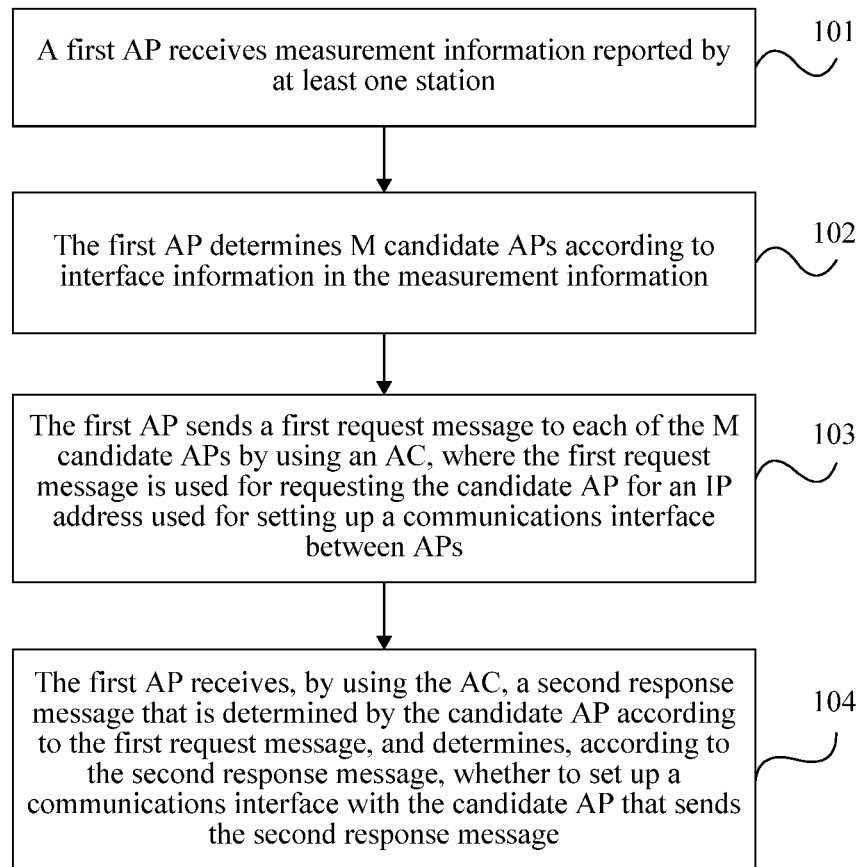 A first AP receives measurement information reported by
at least one station
101
The first AP determines M candidate APs according to
interface information in the measurement information
102
The first AP sends a first request message to each of the M
candidate APs by using an AC, where the first request
message is used for requesting the candidate AP for an IP
address used for setting up a communications interface
between APs
103
The first AP receives, by using the AC, a second response
message that is determined by the candidate AP according
to the first request message, and determines, according to
the second response message, whether to set up a
communications interface with the candidate AP that sends
the second response message
104